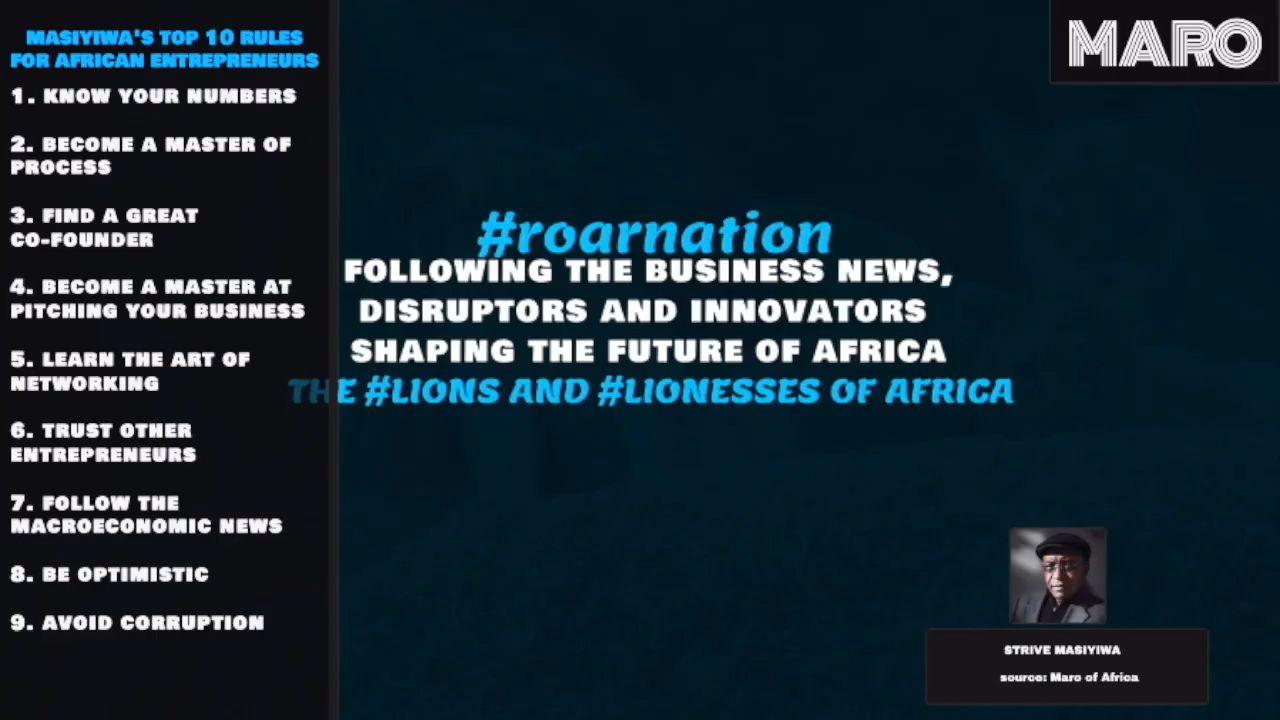 MASIYIWA'S TOP 10 RULES
FOR AFRICAN ENTREPRENEURS
1. KNOW YOUR NUMBERS
2. BECOME A MASTER OF
PROCESS
3. FIND A GREAT
CO-FOUNDER
4. BECOME A MASTER AT
PITCHING YOUR BUSINESS
5. LEARN THE ART OF
NETWORKING
6. TRUST OTHER
ENTREPRENEURS
7. FOLLOW THE
MACROECONOMIC NEWS
8. BE OPTIMISTIC
9. AVOID CORRUPTION
MARO
#roarnation
FOLLOWING THE BUSINESS NEWS,
DISRUPTORS AND INNOVATORS
SHAPING THE FUTURE OF AFRICA
THE #LIONS AND #LIONESSES OF AFRICA
STRIVE MASIYIWA
source: Maro of Africa